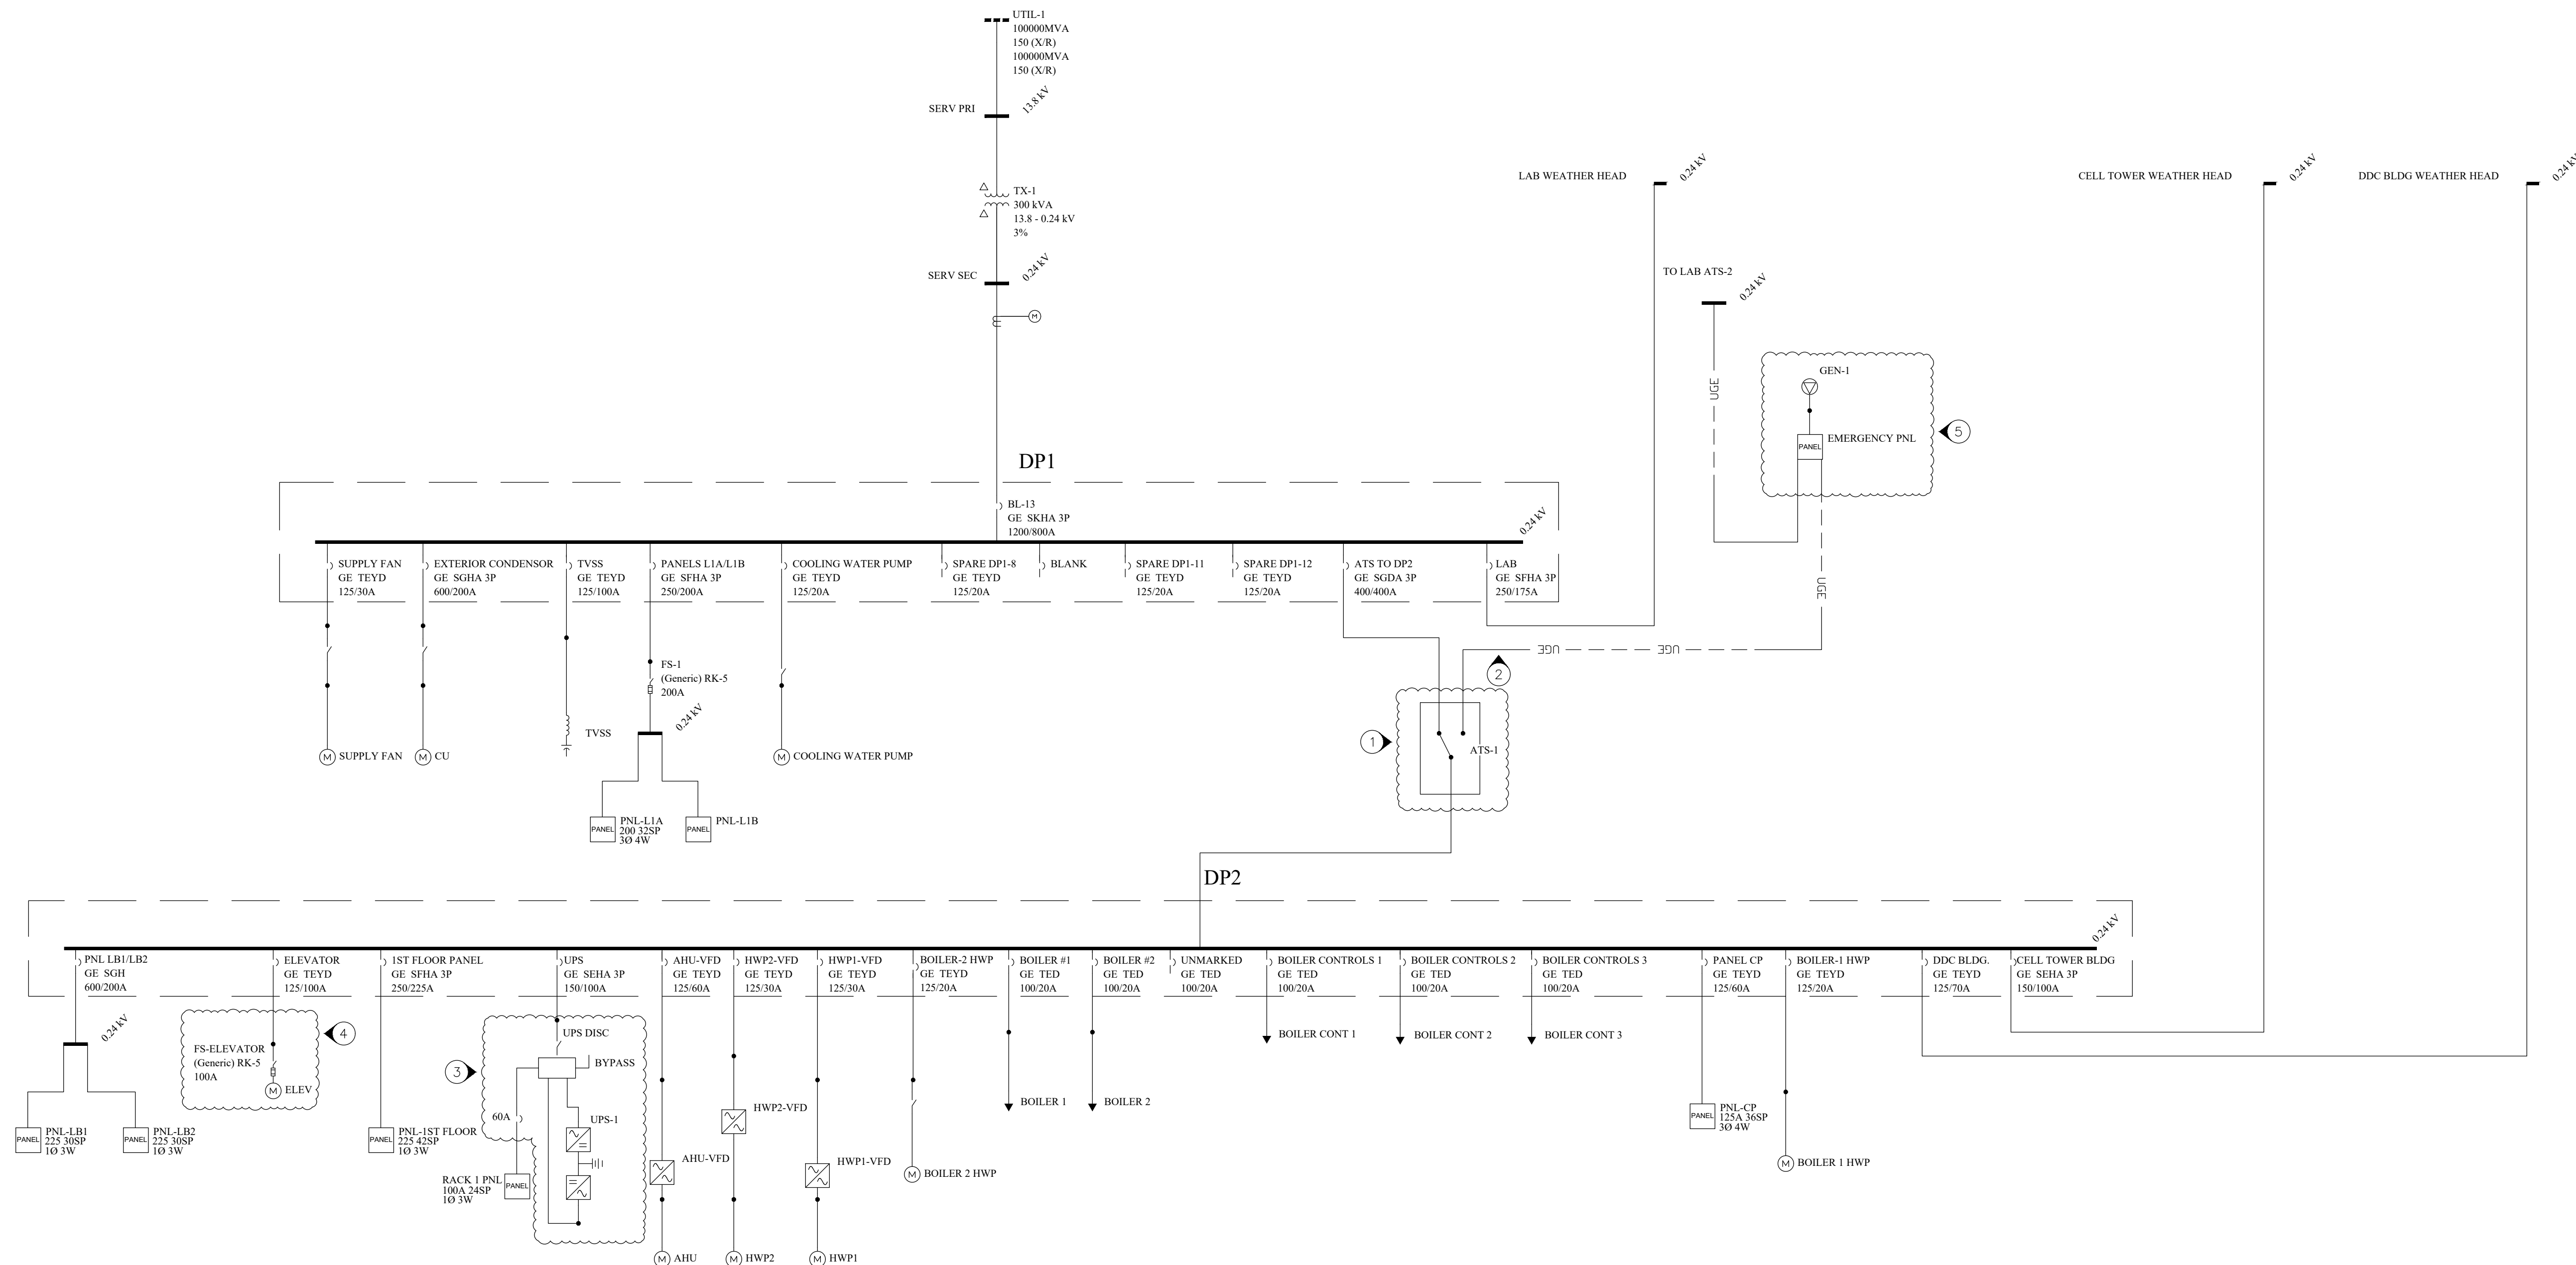 UTIL-1
100000MVA
150 (X/R)
100000MVA
150 (X/R)
SERV PRI
13.8 kV
TX-1
300 kVA
13.8 - 0.24 kV
3%
SERV SEC
0.24 kV
M
LAB WEATHER HEAD
0.24 kV
CELL TOWER WEATHER HEAD
0.24 kV
DDC BLDG WEATHER HEAD
0.24 kV
TO LAB ATS-2
0.24 kV
UGE
GEN-1
PANEL
EMERGENCY PNL
5
UGE
DP1
BL-13
GE SKHA 3P
1200/800A
0.24 kV
SUPPLY FAN
GE TEYD
125/30A
EXTERIOR CONDENSOR
GE SGHA 3P
600/200A
TVSS
GE TEYD
125/100A
PANELS L1A/L1B
GE SFHA 3P
250/200A
COOLING WATER PUMP
GE TEYD
125/20A
SPARE DP1-8
GE TEYD
125/20A
BLANK
SPARE DP1-11
GE TEYD
125/20A
SPARE DP1-12
GE TEYD
125/20A
ATS TO DP2
GE SGDA 3P
400/400A
LAB
GE SFHA 3P
250/175A
UGE
UGE
2
FS-1
(Generic) RK-5
200A
0.24 kV
M
SUPPLY FAN
M
CU
TVSS
M
COOLING WATER PUMP
1
ATS-1
PANEL
PNL-L1A
200 32SP
3Ø 4W
PANEL
PNL-L1B
DP2
0.24 kV
PNL LB1/LB2
GE SGH
600/200A
ELEVATOR
GE TEYD
125/100A
1ST FLOOR PANEL
GE SFHA 3P
250/225A
UPS
GE SEHA 3P
150/100A
AHU-VFD
GE TEYD
125/60A
HWP2-VFD
GE TEYD
125/30A
HWP1-VFD
GE TEYD
125/30A
BOILER-2 HWP
GE TEYD
125/20A
BOILER #1
GE TED
100/20A
BOILER #2
GE TED
100/20A
UNMARKED
GE TED
100/20A
BOILER CONTROLS 1
GE TED
100/20A
BOILER CONTROLS 2
GE TED
100/20A
BOILER CONTROLS 3
GE TED
100/20A
PANEL CP
GE TEYD
125/60A
BOILER-1 HWP
GE TEYD
125/20A
DDC BLDG.
GE TEYD
125/70A
CELL TOWER BLDG
GE SEHA 3P
150/100A
0.24 kV
PANEL
PNL-LB1
225 30SP
1Ø 3W
PANEL
PNL-LB2
225 30SP
1Ø 3W
FS-ELEVATOR
(Generic) RK-5
100A
M
ELEV
4
PANEL
PNL-1ST FLOOR
225 42SP
1Ø 3W
3
UPS DISC
BYPASS
60A
UPS-1
RACK 1 PNL
100A 24SP
1Ø 3W
PANEL
AHU-VFD
M
AHU
HWP2-VFD
M
HWP2
HWP1-VFD
M
HWP1
M
BOILER 2 HWP
BOILER 1
BOILER 2
BOILER CONT 1
BOILER CONT 2
BOILER CONT 3
PANEL
PNL-CP
125A 36SP
3Ø 4W
M
BOILER 1 HWP